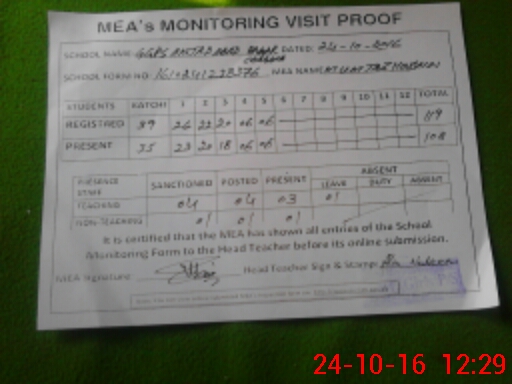 MEA's MONITORING VISIT PROOF
SCHOOL NAME: GGPS DATED: 24-10-2016
SCHOOL FORM NO: MEA NAME:
STUDENTS KATCHI 1 2 3 4 5 6 7 8 9 10 11 12 TOTAL
REGISTRED 39 26 22 20 06 06 119
PRESENT 35 23 20 18 06 06 108
PRESENCE STAFF SANCTIONED POSTED PRESENT ABSENT
LEAVE DUTY ABSENT
TEACHING 04 04 03 01
NON-TEACHING 01 01 01
It is certified that the MEA has shown all entries of the School
Monitoring Form to the Head Teacher before its online submission.
MEA Signature Head Teacher Sign & Stamp:
24-10-16 12:29